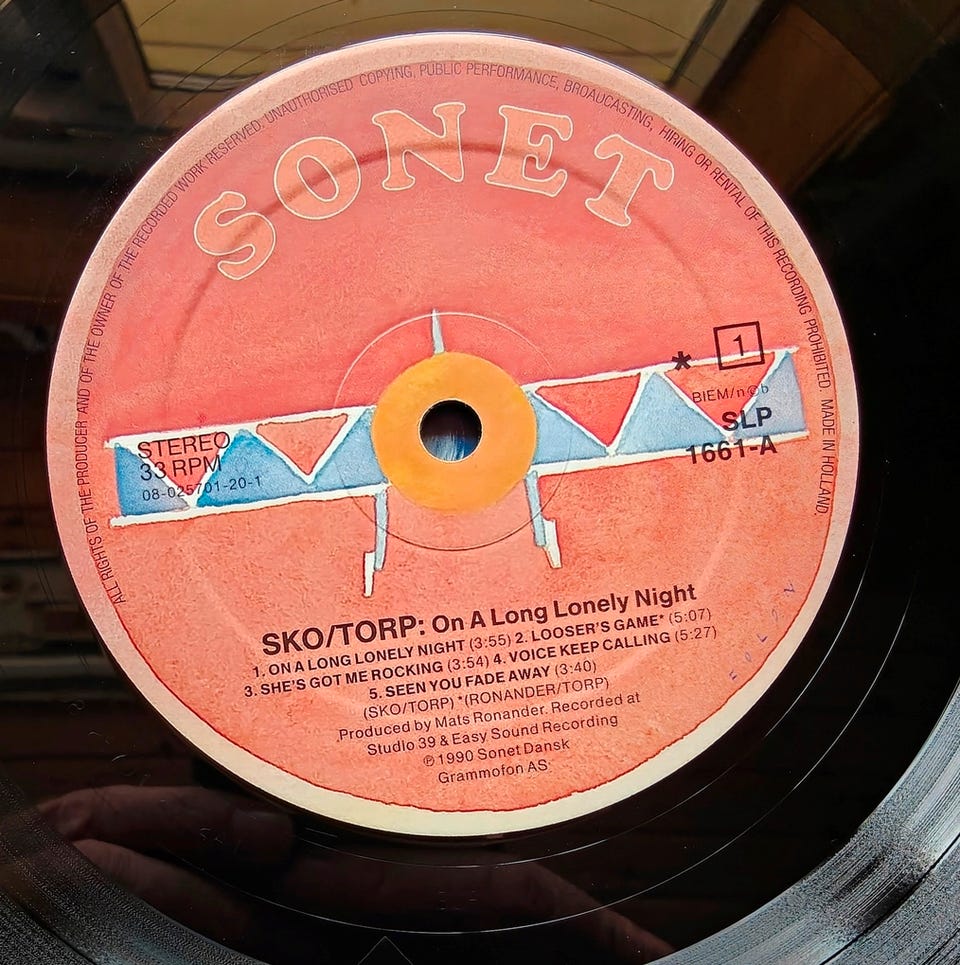 ALL RIGHTS OF THE PRODUCER AND OF THE OWNER OF THE RECORDED WORK RESERVED. UNAUTHORISED COPYING, PUBLIC PERFORMANCE, BROADCASTING, HIRING OR RENTAL OF THIS RECORDING PROHIBITED. MADE IN HOLLAND.
SONET
* 1
BIEM/n©b
SLP
1661-A
STEREO
33 RPM
08-025701-20-1
SKO/TORP: On A Long Lonely Night
1. ON A LONG LONELY NIGHT (3:55) 2. LOOSER'S GAME* (5:07)
3. SHE'S GOT ME ROCKING (3:54) 4. VOICE KEEP CALLING (5:27)
5. SEEN YOU FADE AWAY (3:40)
(SKO/TORP) *(RONANDER/TORP)
Produced by Mats Ronander. Recorded at
Studio 39 & Easy Sound Recording
℗ 1990 Sonet Dansk
Grammofon AS